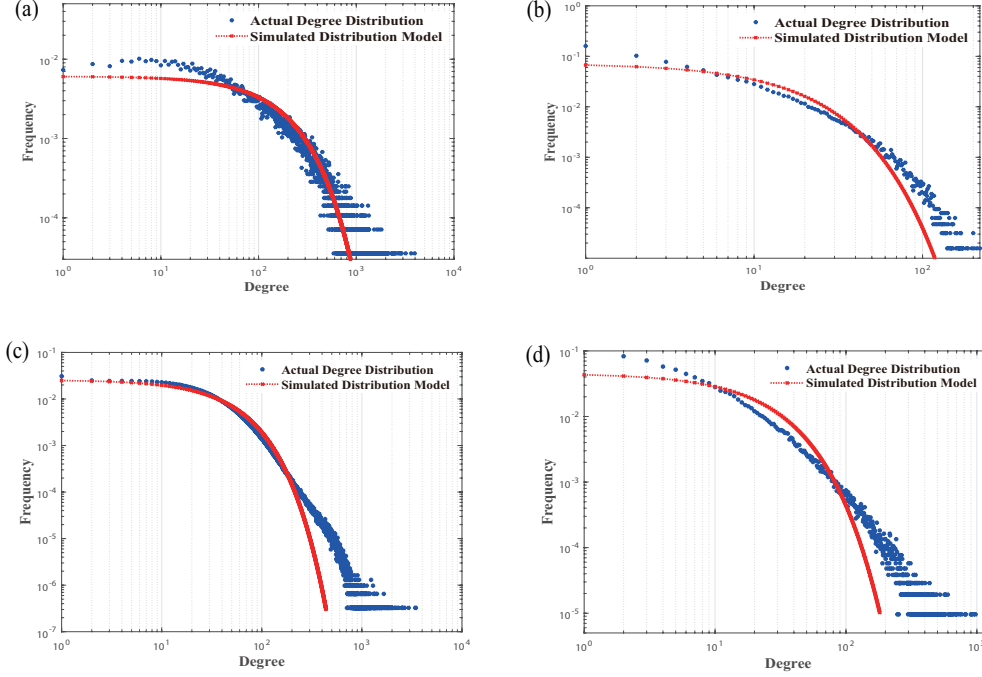 (a)
Actual Degree Distribution
Simulated Distribution Model
10^-2
10^-3
10^-4
Frequency
10^0 10^1 10^2 10^3 10^4
Degree
(b)
Actual Degree Distribution
Simulated Distribution Model
10^0
10^-1
10^-2
10^-3
10^-4
Frequency
10^0 10^1 10^2
Degree
(c)
Actual Degree Distribution
Simulated Distribution Model
10^-1
10^-2
10^-3
10^-4
10^-5
10^-6
10^-7
Frequency
10^0 10^1 10^2 10^3 10^4
Degree
(d)
Actual Degree Distribution
Simulated Distribution Model
10^-1
10^-2
10^-3
10^-4
10^-5
Frequency
10^0 10^1 10^2 10^3
Degree